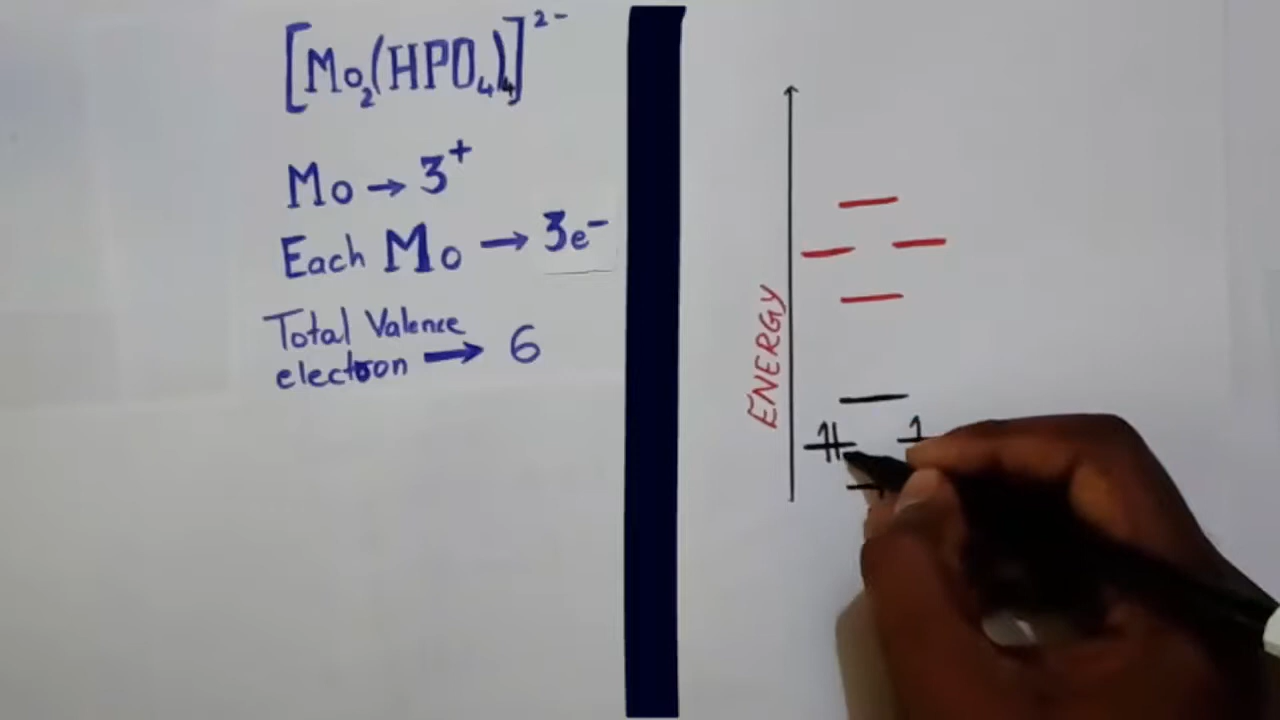 [Mo₂(HPO₄)₄]²⁻
Mo → 3⁺
Each Mo → 3e⁻
Total Valence
electron → 6
ENERGY